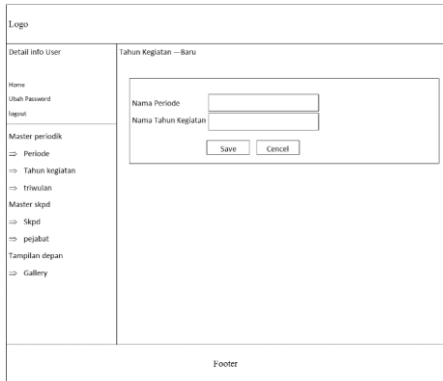 Logo
Detail info User
Home
Ubah Password
logout
Master periodik
⇒ Periode
⇒ Tahun kegiatan
⇒ triwulan
Master skpd
⇒ Skpd
⇒ pejabat
Tampilan depan
⇒ Gallery
Tahun Kegiatan —Baru
Nama Periode
Nama Tahun Kegiatan
Save Cencel
Footer